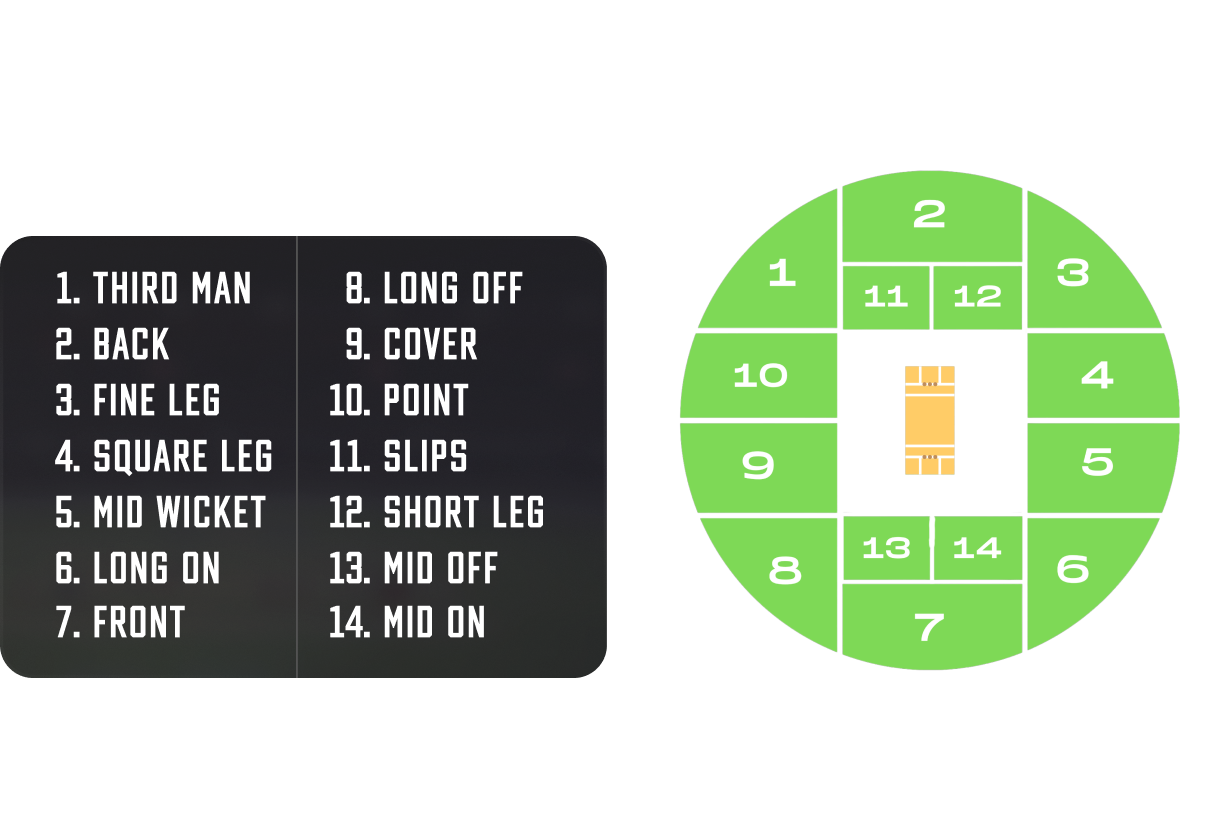 1. THIRD MAN
2. BACK
3. FINE LEG
4. SQUARE LEG
5. MID WICKET
6. LONG ON
7. FRONT
8. LONG OFF
9. COVER
10. POINT
11. SLIPS
12. SHORT LEG
13. MID OFF
14. MID ON
2
1
3
11 12
10
4
9
5
13 14
8
6
7